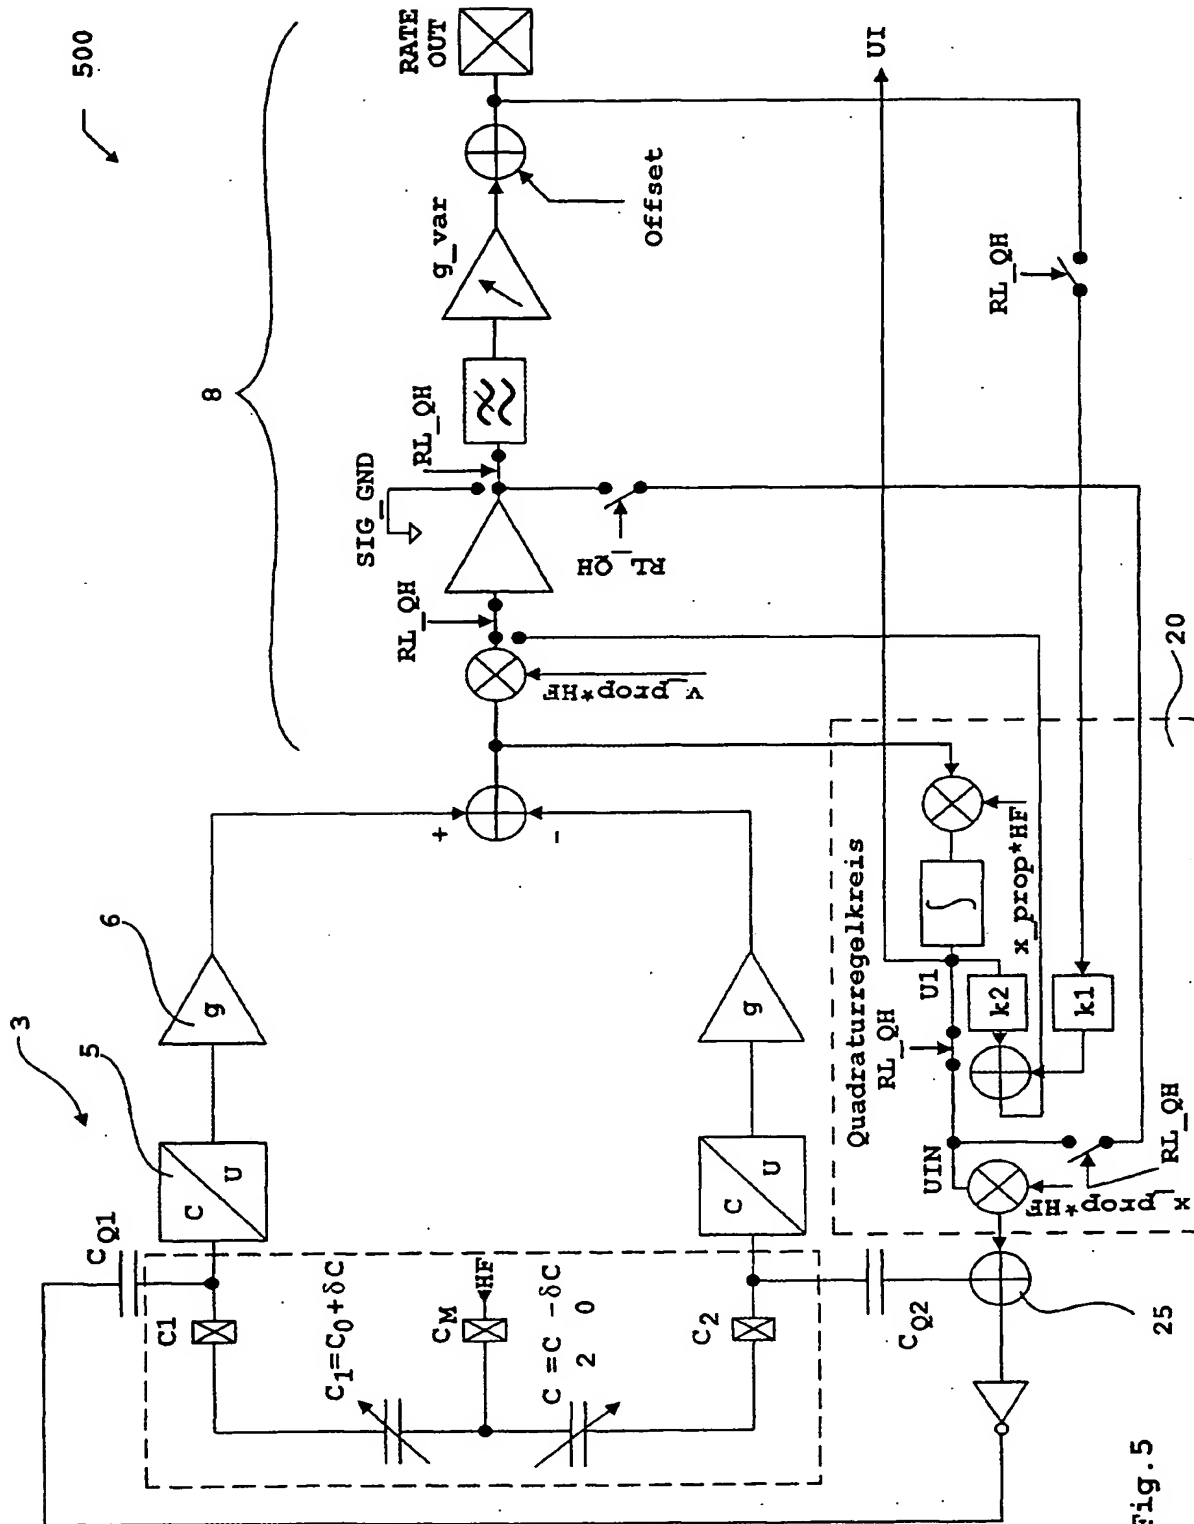 500
8
3
6
5
C_Q1
C
U
g
C1
C_1=C_0+δC
C_M
HF
C =C -δC
2 0
C_2
C
U
g
C_Q2
25
+
-
v_prop*HF
RL_QH
SIG_GND
RL_QH
RL_QH
g_var
Offset
RATE
OUT
UI
RL_QH
20
Quadraturregelkreis
x_prop*HF
∫
U1
k2
k1
RL_QH
UIN
x_prop*HF
RL_QH
Fig.5